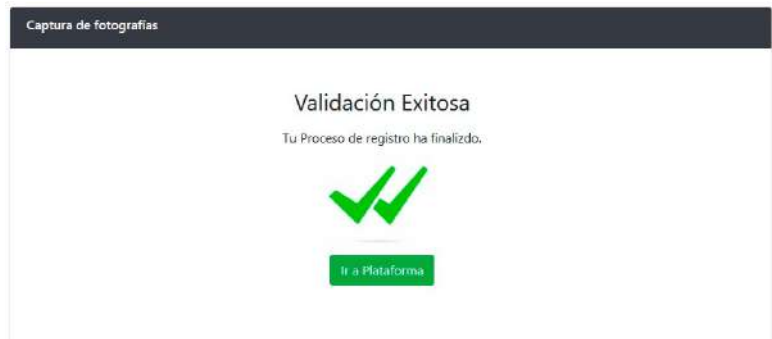 Captura de fotografías
Validación Exitosa
Tu Proceso de registro ha finalizdo.
Ir a Plataforma